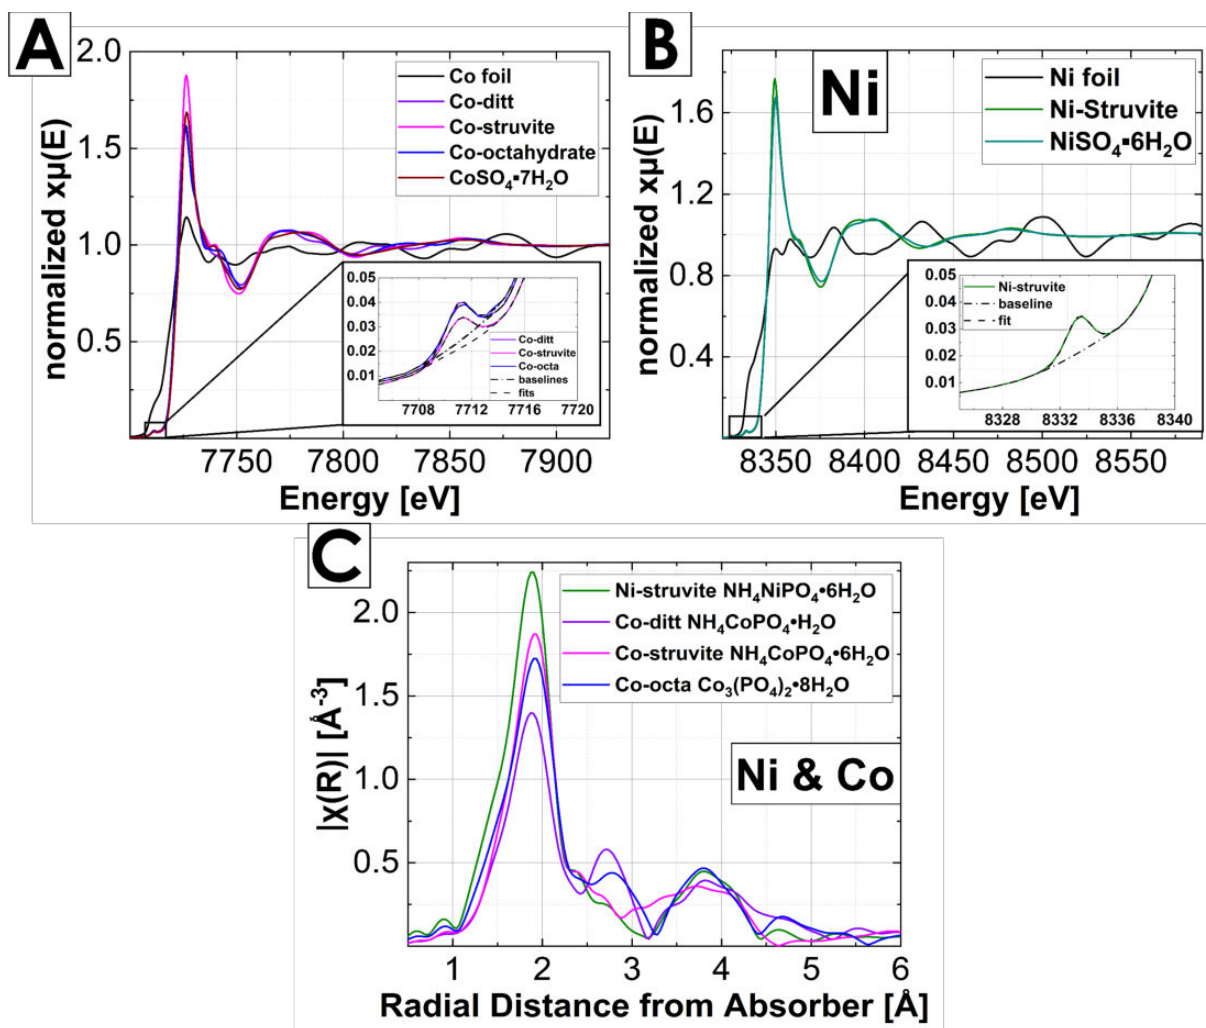 A
normalized xμ(E)
2.0
1.5
1.0
0.5
Co foil
Co-ditt
Co-struvite
Co-octahydrate
CoSO₄▪7H₂O
0.05
0.04
0.03
0.02
0.01
Co-ditt
Co-struvite
Co-octa
baselines
fits
7708 7712 7716 7720
7750 7800 7850 7900
Energy [eV]
B
Ni
normalized xμ(E)
1.6
1.2
0.8
0.4
Ni foil
Ni-Struvite
NiSO₄▪6H₂O
0.05
0.04
0.03
0.02
0.01
Ni-struvite
baseline
fit
8328 8332 8336 8340
8350 8400 8450 8500 8550
Energy [eV]
C
|χ(R)| [Å⁻³]
2.0
1.5
1.0
0.5
Ni-struvite NH₄NiPO₄•6H₂O
Co-ditt NH₄CoPO₄•H₂O
Co-struvite NH₄CoPO₄•6H₂O
Co-octa Co₃(PO₄)₂•8H₂O
Ni & Co
1 2 3 4 5 6
Radial Distance from Absorber [Å]